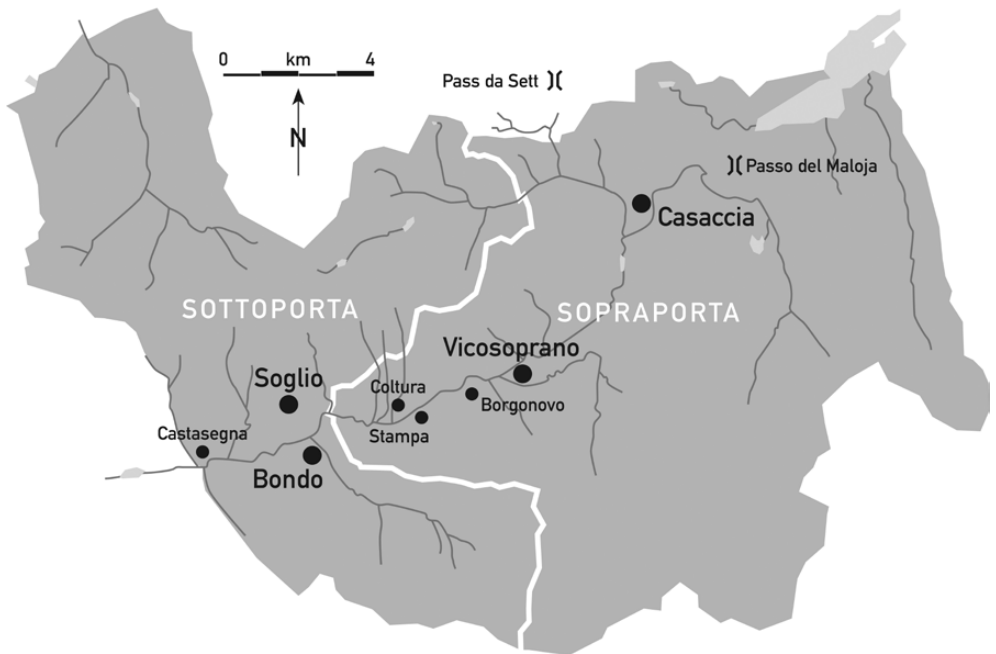 0 km 4
N
Pass da Sett
Passo del Maloja
Casaccia
SOTTOPORTA
SOPRAPORTA
Vicosoprano
Soglio
Coltura
Borgonovo
Stampa
Castasegna
Bondo